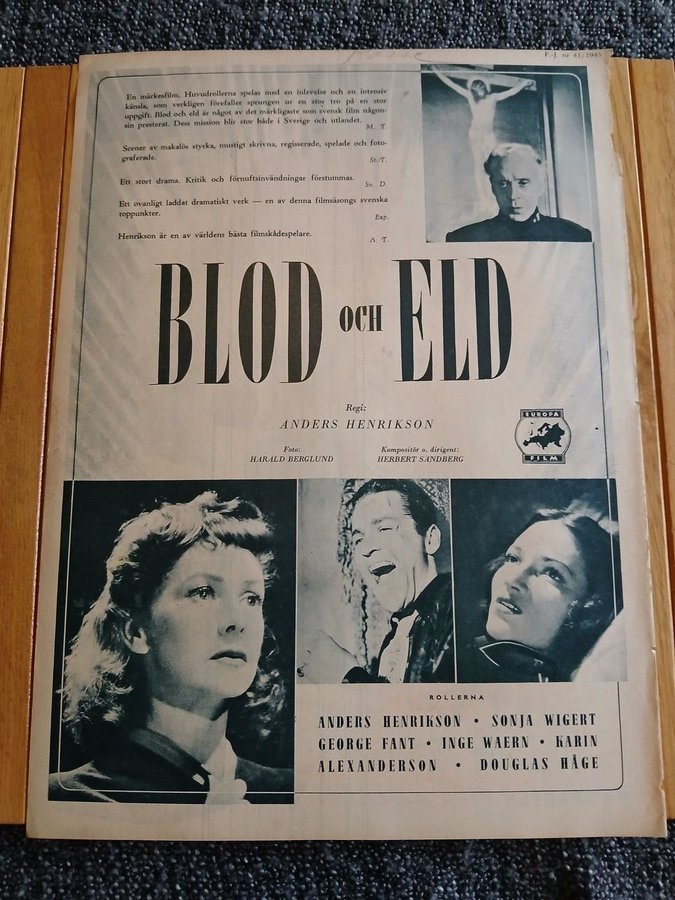 F.-J. nr 41/1945
En märkesfilm. Huvudrollerna spelas med en inlevelse och en intensiv
känsla, som verkligen förefaller sprungen ur en stor tro på en stor
uppgift. Blod och eld är något av det märkligaste som svensk film någon-
sin presterat. Dess mission blir stor både i Sverige och utlandet.
M. T.
Scener av makalös styrka, mustigt skrivna, regisserade, spelade och foto-
graferade.
St.-T.
Ett stort drama. Kritik och förnuftsinvändningar förstummas.
Sv. D.
Ett ovanligt laddat dramatiskt verk — en av denna filmsäsongs svenska
toppunkter.
Exp.
Henrikson är en av världens bästa filmskådespelare.
A. T.
BLOD OCH ELD
Regi:
ANDERS HENRIKSON
Foto:
HARALD BERGLUND
Kompositör o. dirigent:
HERBERT SANDBERG
EUROPA
FILM
ROLLERNA
ANDERS HENRIKSON • SONJA WIGERT
GEORGE FANT • INGE WAERN • KARIN
ALEXANDERSON • DOUGLAS HÅGE